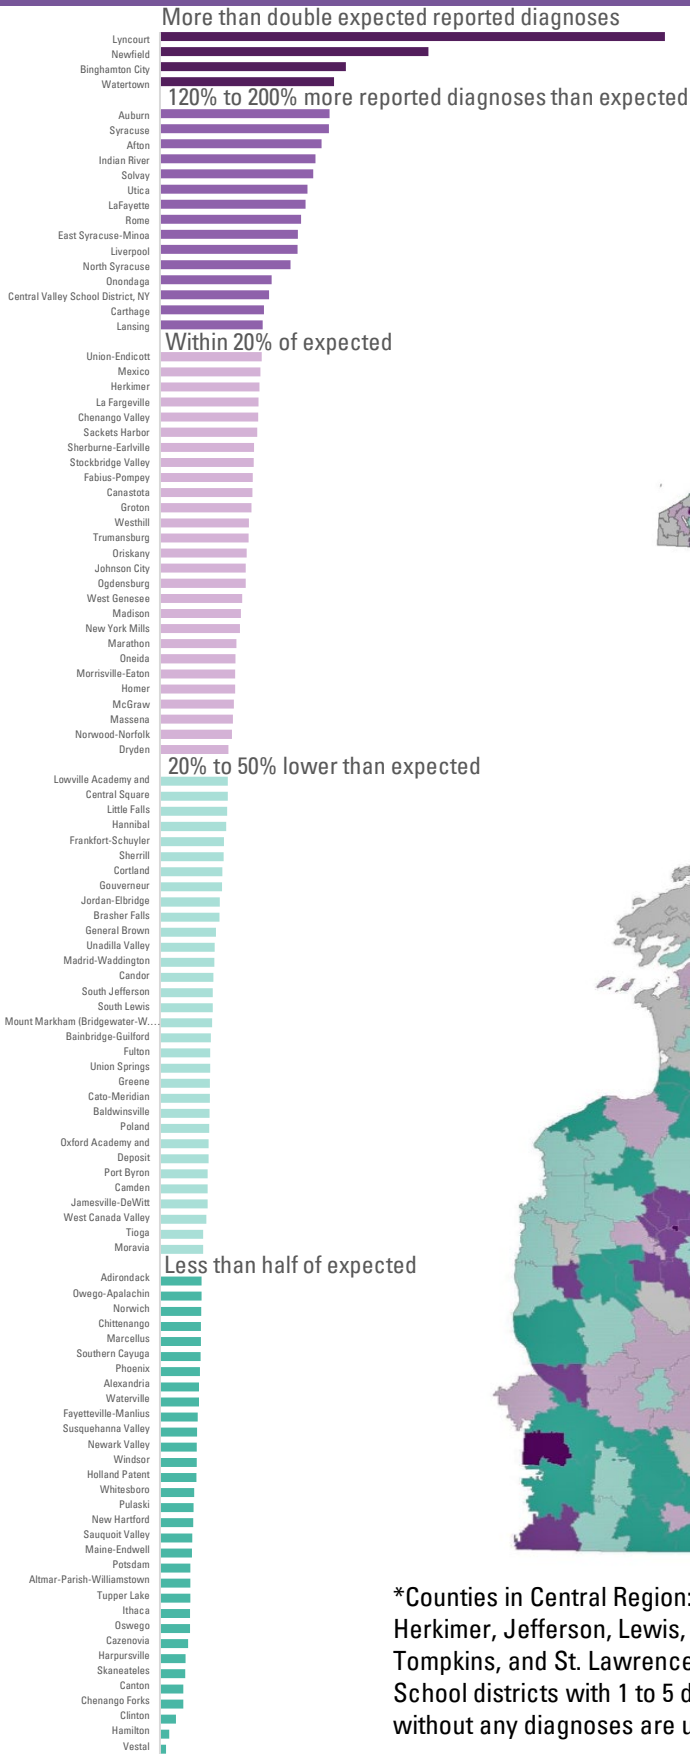 More than double expected reported diagnoses
Lyncourt
Newfield
Binghamton City
Watertown
120% to 200% more reported diagnoses than expected
Auburn
Syracuse
Afton
Indian River
Solvay
Utica
LaFayette
Rome
East Syracuse-Minoa
Liverpool
North Syracuse
Onondaga
Central Valley School District, NY
Carthage
Lansing
Within 20% of expected
Union-Endicott
Mexico
Herkimer
La Fargeville
Chenango Valley
Sackets Harbor
Sherburne-Earlville
Stockbridge Valley
Fabius-Pompey
Canastota
Groton
Westhill
Trumansburg
Oriskany
Johnson City
Ogdensburg
West Genesee
Madison
New York Mills
Marathon
Oneida
Morrisville-Eaton
Homer
McGraw
Massena
Norwood-Norfolk
Dryden
20% to 50% lower than expected
Lowville Academy and
Central Square
Little Falls
Hannibal
Frankfort-Schuyler
Sherrill
Cortland
Gouverneur
Jordan-Elbridge
Brasher Falls
General Brown
Unadilla Valley
Madrid-Waddington
Candor
South Jefferson
South Lewis
Mount Markham (Bridgewater-W....
Bainbridge-Guilford
Fulton
Union Springs
Greene
Cato-Meridian
Baldwinsville
Poland
Oxford Academy and
Deposit
Port Byron
Camden
Jamesville-DeWitt
West Canada Valley
Tioga
Moravia
Less than half of expected
Adirondack
Owego-Apalachin
Norwich
Chittenango
Marcellus
Southern Cayuga
Phoenix
Alexandria
Waterville
Fayetteville-Manlius
Susquehanna Valley
Newark Valley
Windsor
Holland Patent
Whitesboro
Pulaski
New Hartford
Sauquoit Valley
Maine-Endwell
Potsdam
Altmar-Parish-Williamstown
Tupper Lake
Ithaca
Oswego
Cazenovia
Harpursville
Skaneateles
Canton
Chenango Forks
Clinton
Hamilton
Vestal
*Counties in Central Region:
Herkimer, Jefferson, Lewis,
Tompkins, and St. Lawrence
School districts with 1 to 5 d
without any diagnoses are u